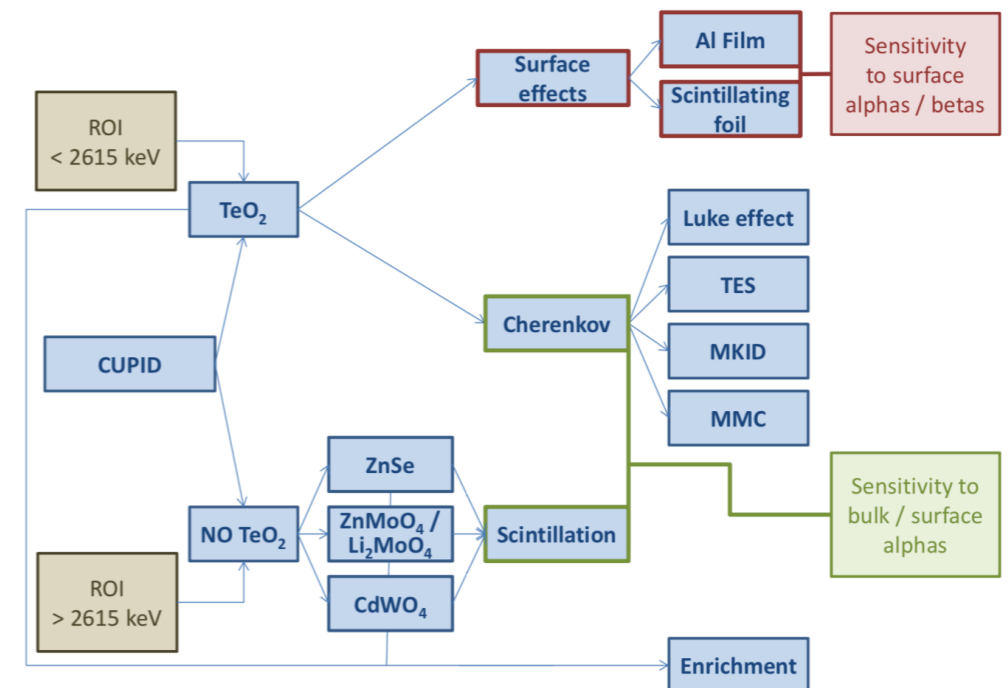 Al Film
Sensitivity
to surface
alphas / betas
Surface
effects
Scintillating
foil
ROI
< 2615 keV
TeO₂
Luke effect
TES
Cherenkov
MKID
CUPID
MMC
ZnSe
Sensitivity to
bulk / surface
alphas
NO TeO₂
ZnMoO₄ /
Li₂MoO₄
Scintillation
ROI
> 2615 keV
CdWO₄
Enrichment